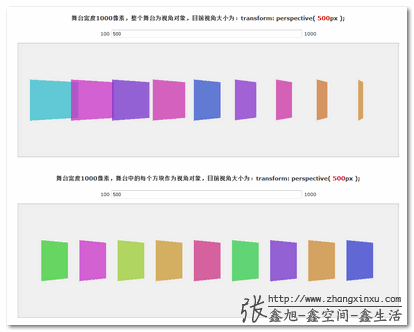 舞台宽度1000像素，整个舞台为视角对象，目前视角大小为：transform: perspective( 500px );
100 500 1000
舞台宽度1000像素，舞台中的每个方块作为视角对象，目前视角大小为：transform: perspective( 500px );
100 500 1000
http://www.zhangxinxu.com
张鑫旭-鑫空间-鑫生活